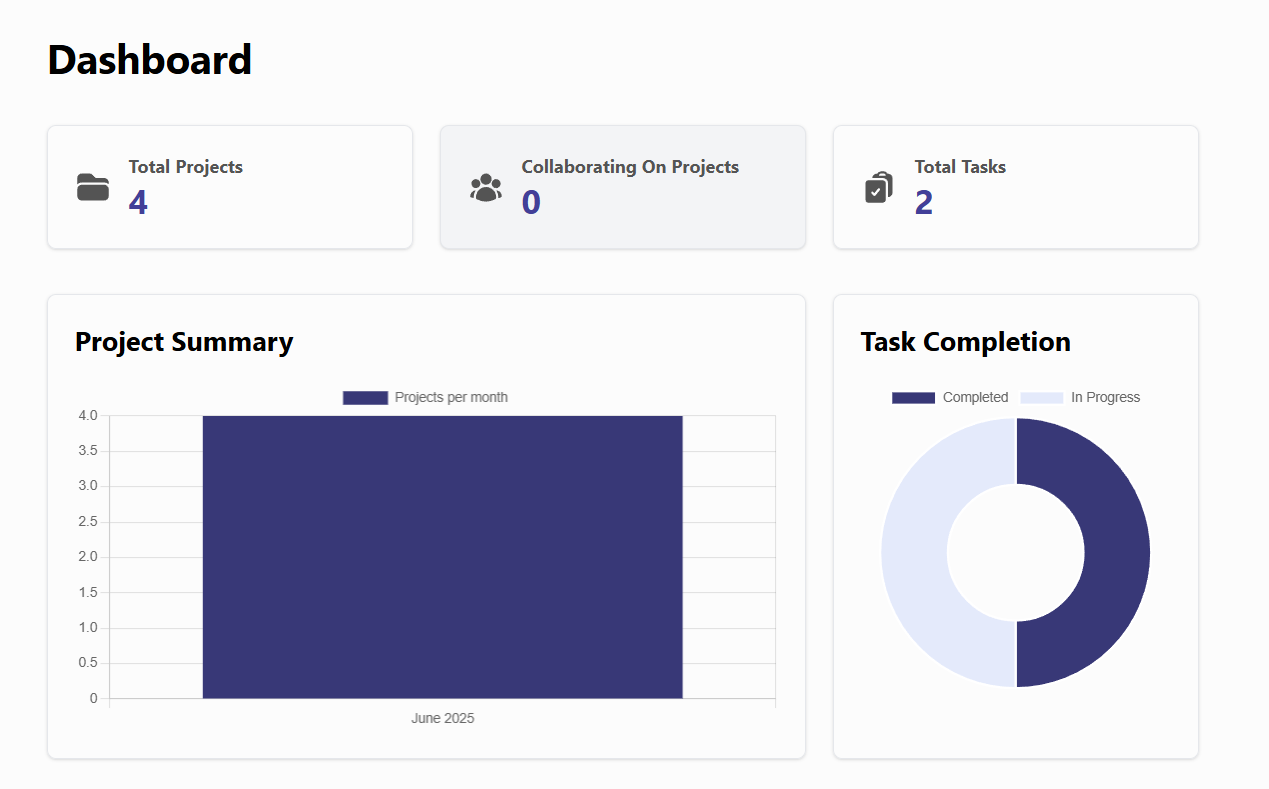 Dashboard
Total Projects
4
Collaborating On Projects
0
Total Tasks
2
Project Summary
Projects per month
4.0
3.5
3.0
2.5
2.0
1.5
1.0
0.5
0
June 2025
Task Completion
Completed In Progress